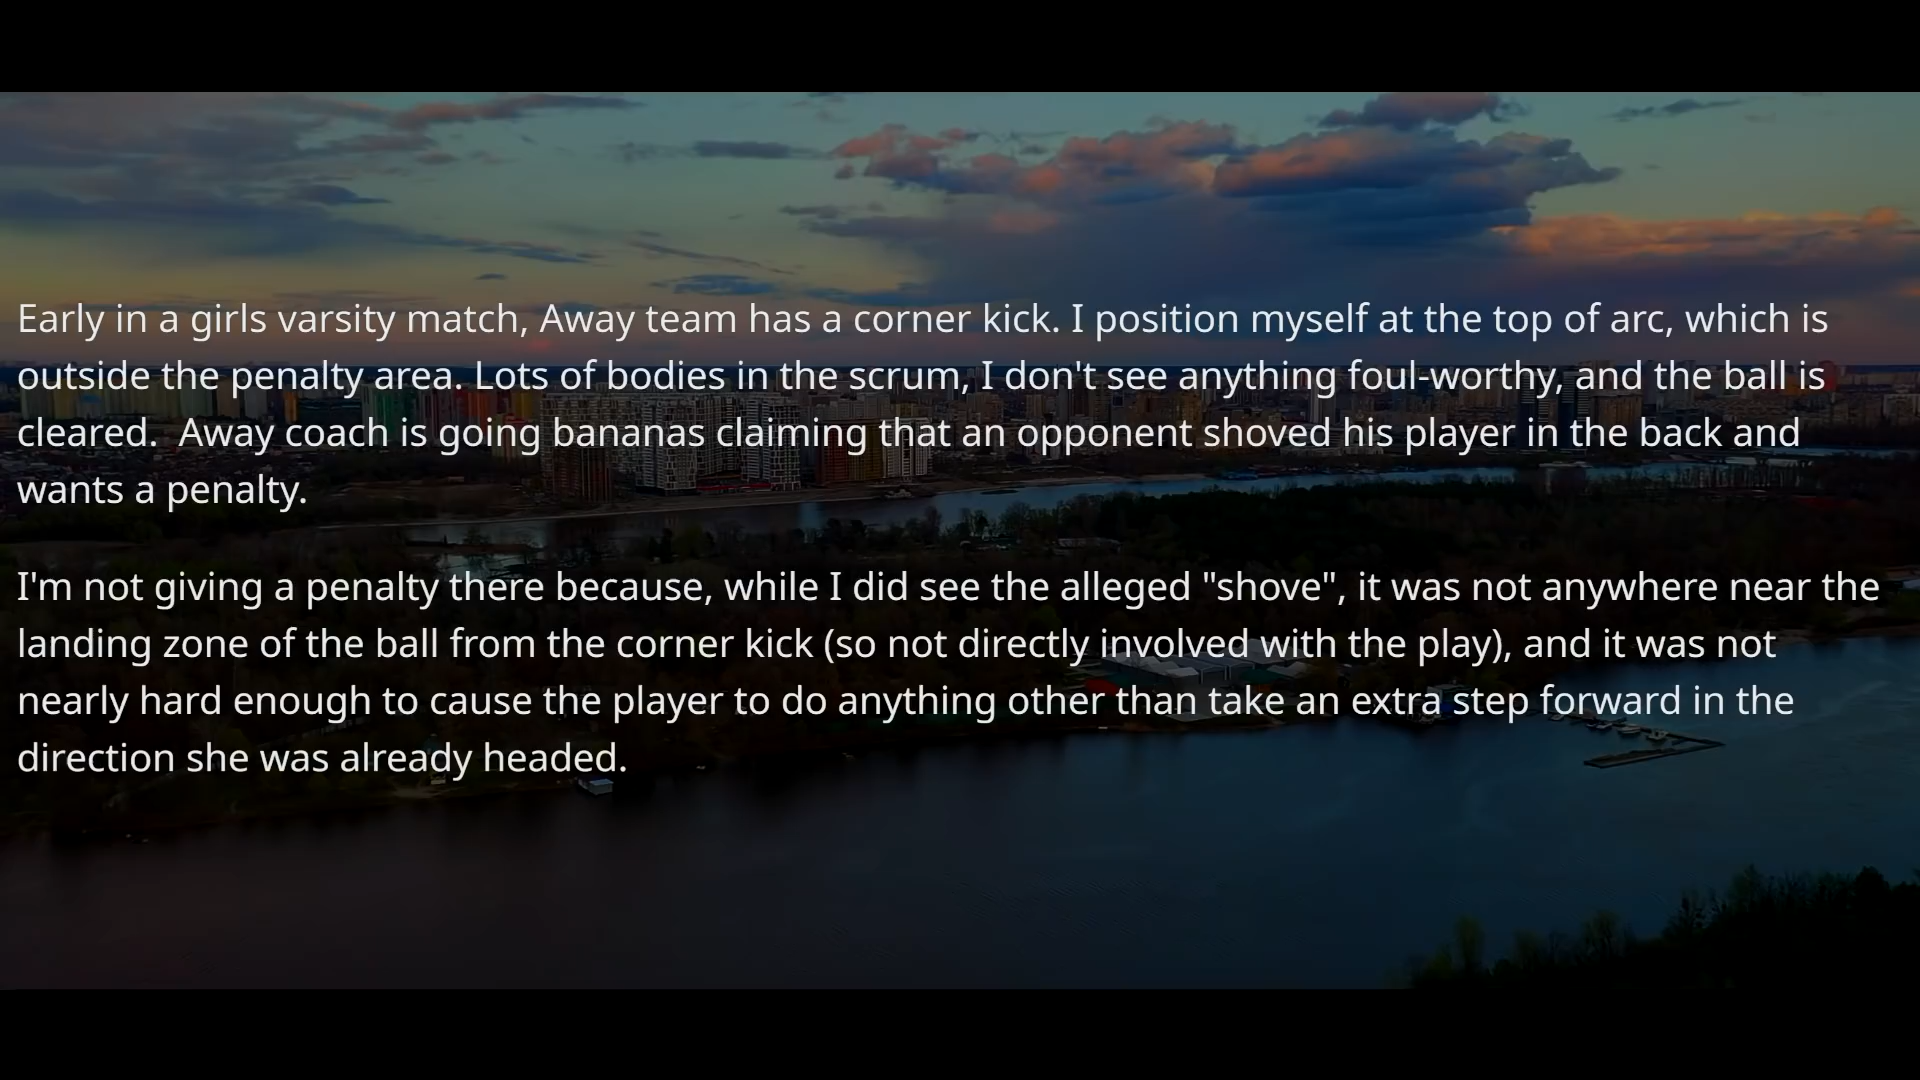 Early in a girls varsity match, Away team has a corner kick. I position myself at the top of arc, which is
outside the penalty area. Lots of bodies in the scrum, I don't see anything foul-worthy, and the ball is
cleared.  Away coach is going bananas claiming that an opponent shoved his player in the back and
wants a penalty.
I'm not giving a penalty there because, while I did see the alleged "shove", it was not anywhere near the
landing zone of the ball from the corner kick (so not directly involved with the play), and it was not
nearly hard enough to cause the player to do anything other than take an extra step forward in the
direction she was already headed.